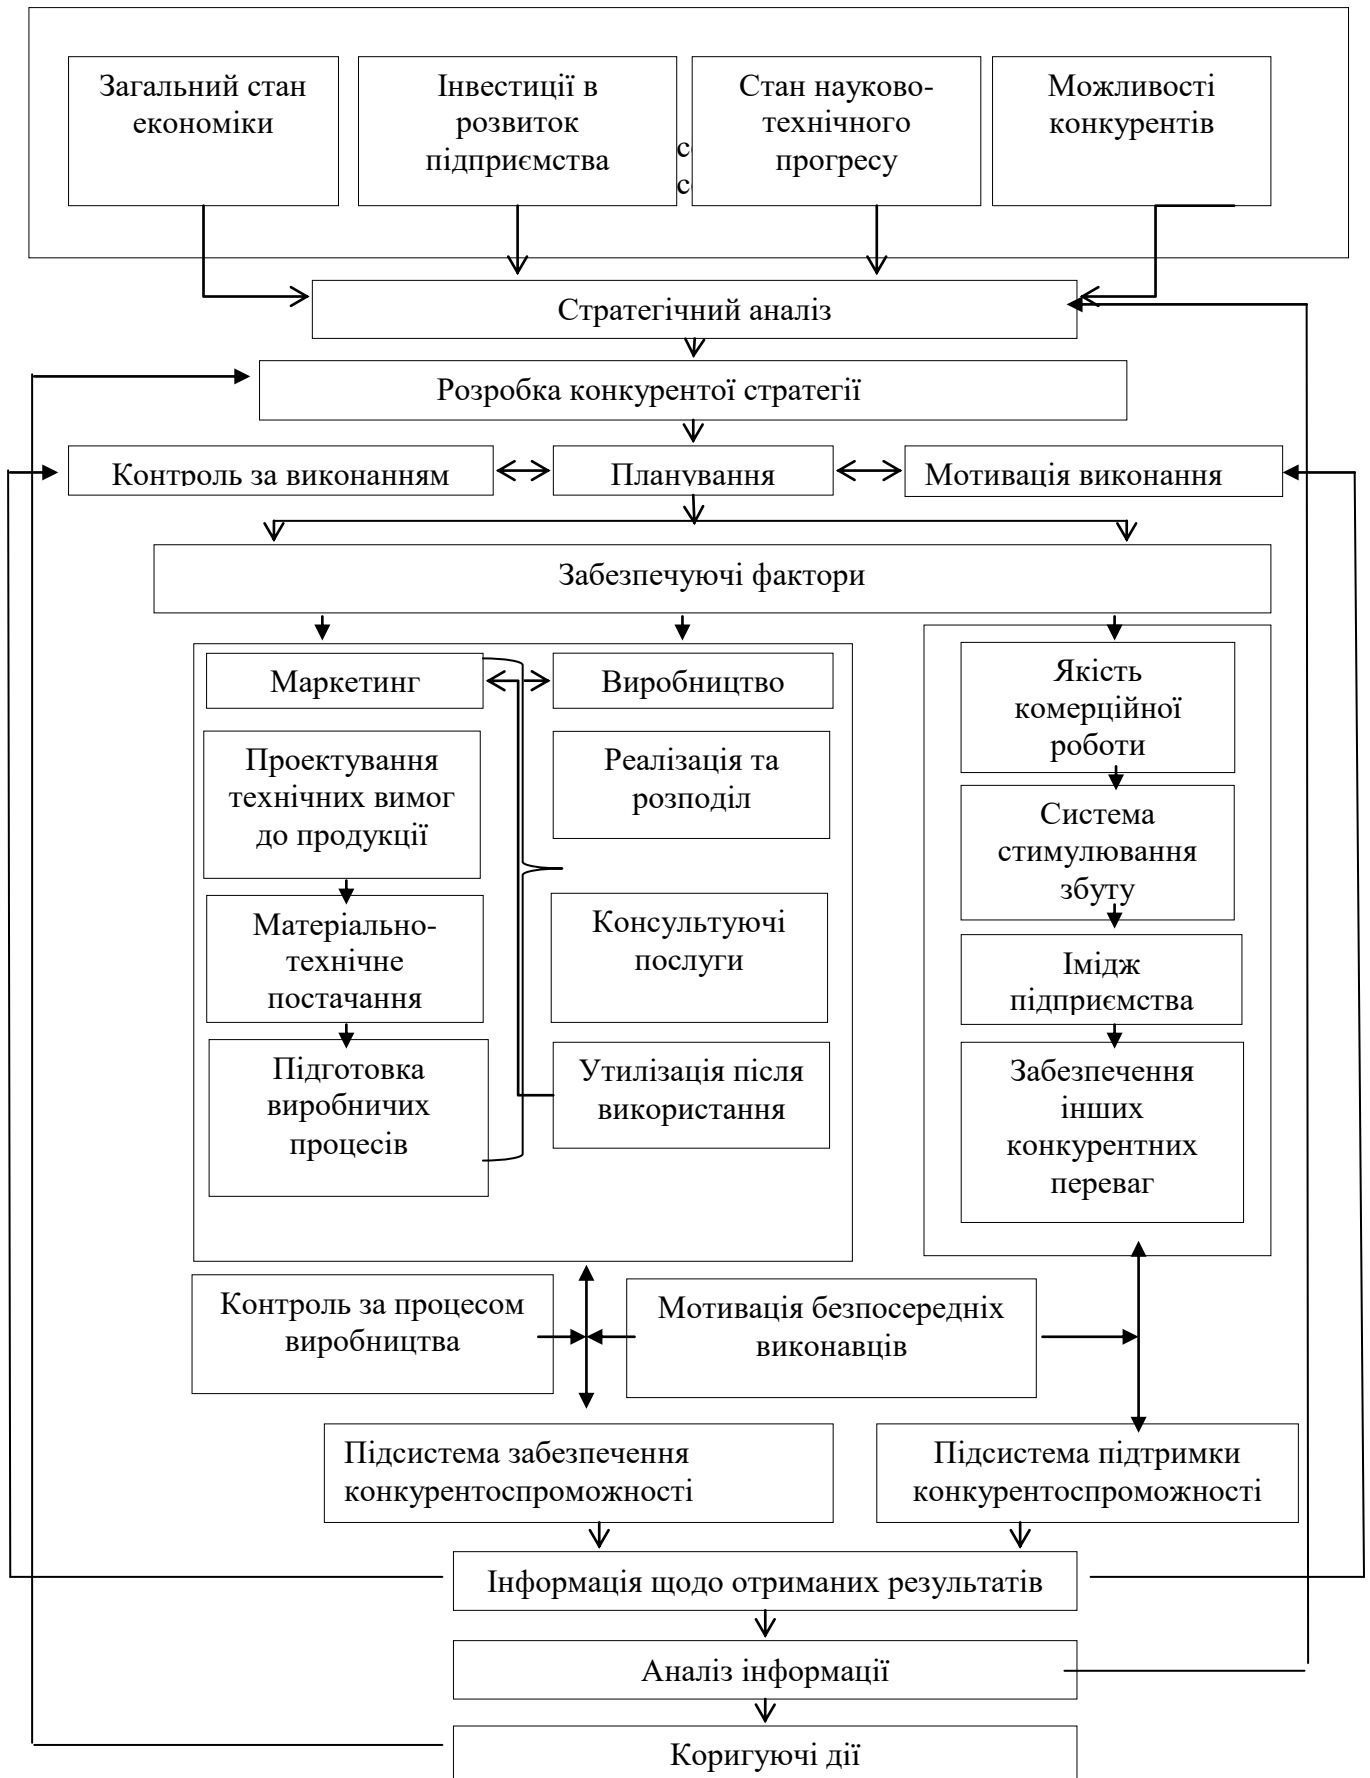 Загальний стан
економіки
Інвестиції в
розвиток
підприємства
Стан науково-
технічного
прогресу
Можливості
конкурентів
с
с
Стратегічний аналіз
Розробка конкурентої стратегії
Контроль за виконанням
Планування
Мотивація виконання
Забезпечуючі фактори
Маркетинг
Виробництво
Проектування
технічних вимог
до продукції
Реалізація та
розподіл
Матеріально-
технічне
постачання
Консультуючі
послуги
Підготовка
виробничих
процесів
Утилізація після
використання
Якість
комерційної
роботи
Система
стимулювання
збуту
Імідж
підприємства
Забезпечення
інших
конкурентних
переваг
Контроль за процесом
виробництва
Мотивація безпосередніх
виконавців
Підсистема забезпечення
конкурентоспроможності
Підсистема підтримки
конкурентоспроможності
Інформація щодо отриманих результатів
Аналіз інформації
Коригуючі дії